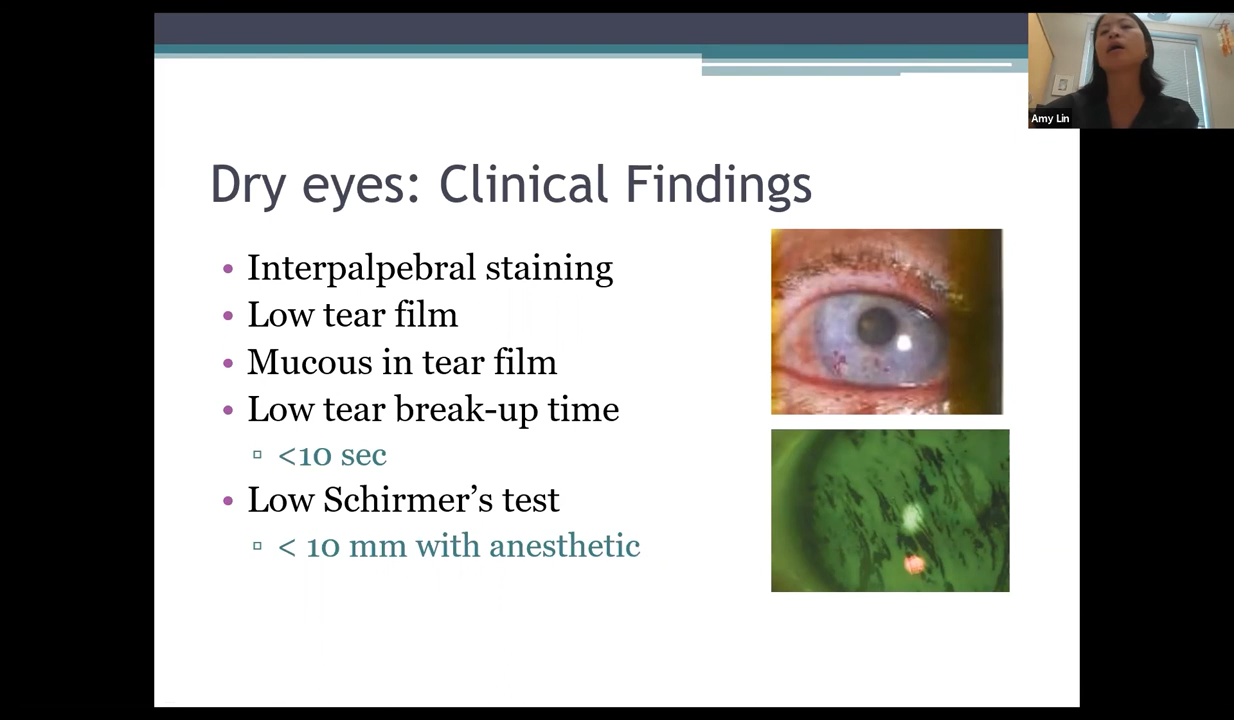 Amy Lin
Dry eyes: Clinical Findings
• Interpalpebral staining
• Low tear film
• Mucous in tear film
• Low tear break-up time
▫ <10 sec
• Low Schirmer’s test
▫ < 10 mm with anesthetic